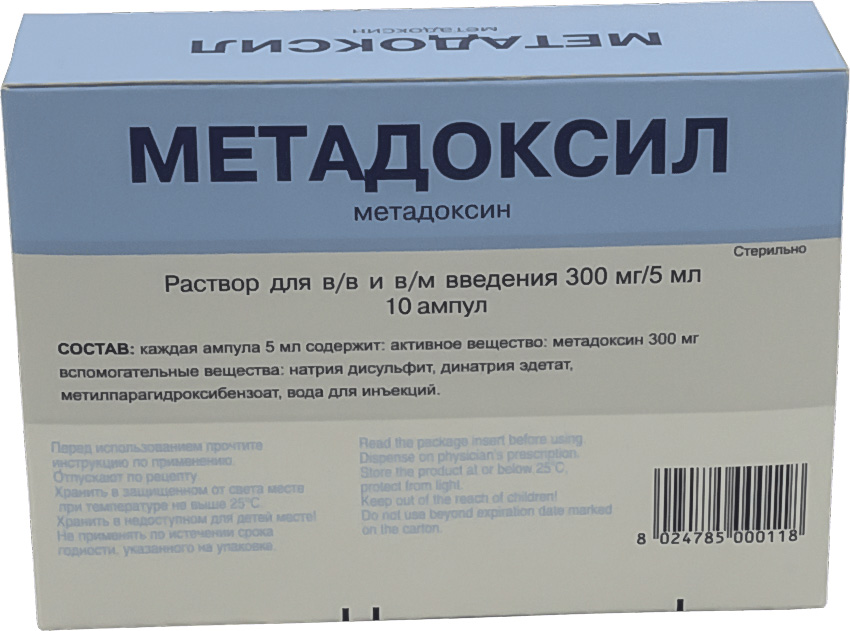 МЕТАДОКСИЛ
метадоксин
МЕТАДОКСИЛ
метадоксин
Стерильно
Раствор для в/в и в/м введения 300 мг/5 мл
10 ампул
СОСТАВ: каждая ампула 5 мл содержит: активное вещество: метадоксин 300 мг
вспомогательные вещества: натрия дисульфит, динатрия эдетат,
метилпарагидроксибензоат, вода для инъекций.
Перед использованием прочтите
инструкцию по применению.
Отпускают по рецепту
Хранить в защищенном от света месте
при температуре не выше 25°С
Хранить в недоступном для детей месте!
Не применять по истечении срока
годности, указанного на упаковке.
Read the package insert before using.
Dispense on physician's prescription.
Store the product at or below 25°C,
protect from light.
Keep out of the reach of children!
Do not use beyond expiration date marked
on the carton.
8 024785 000118